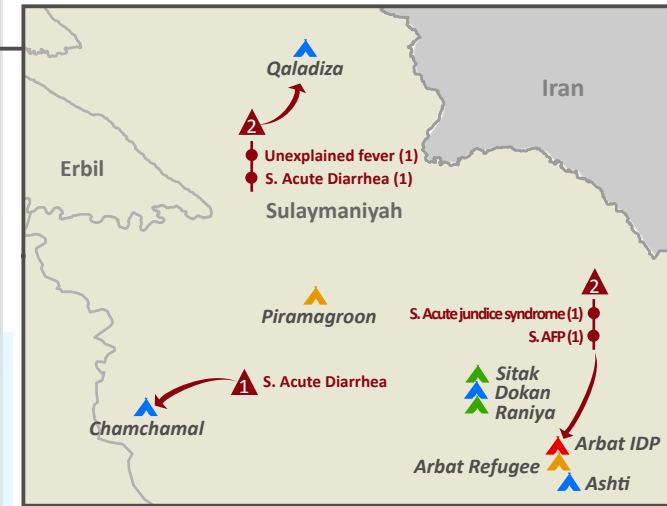 Qaladiza
Iran
2
Unexplained fever (1)
Erbil
S. Acute Diarrhea (1)
Sulaymaniyah
2
S. Acute jundice syndrome (1)
Piramagroon
S. AFP (1)
Sitak
1 S. Acute Diarrhea
Dokan
Raniya
Chamchamal
Arbat IDP
Arbat Refugee
Ashti